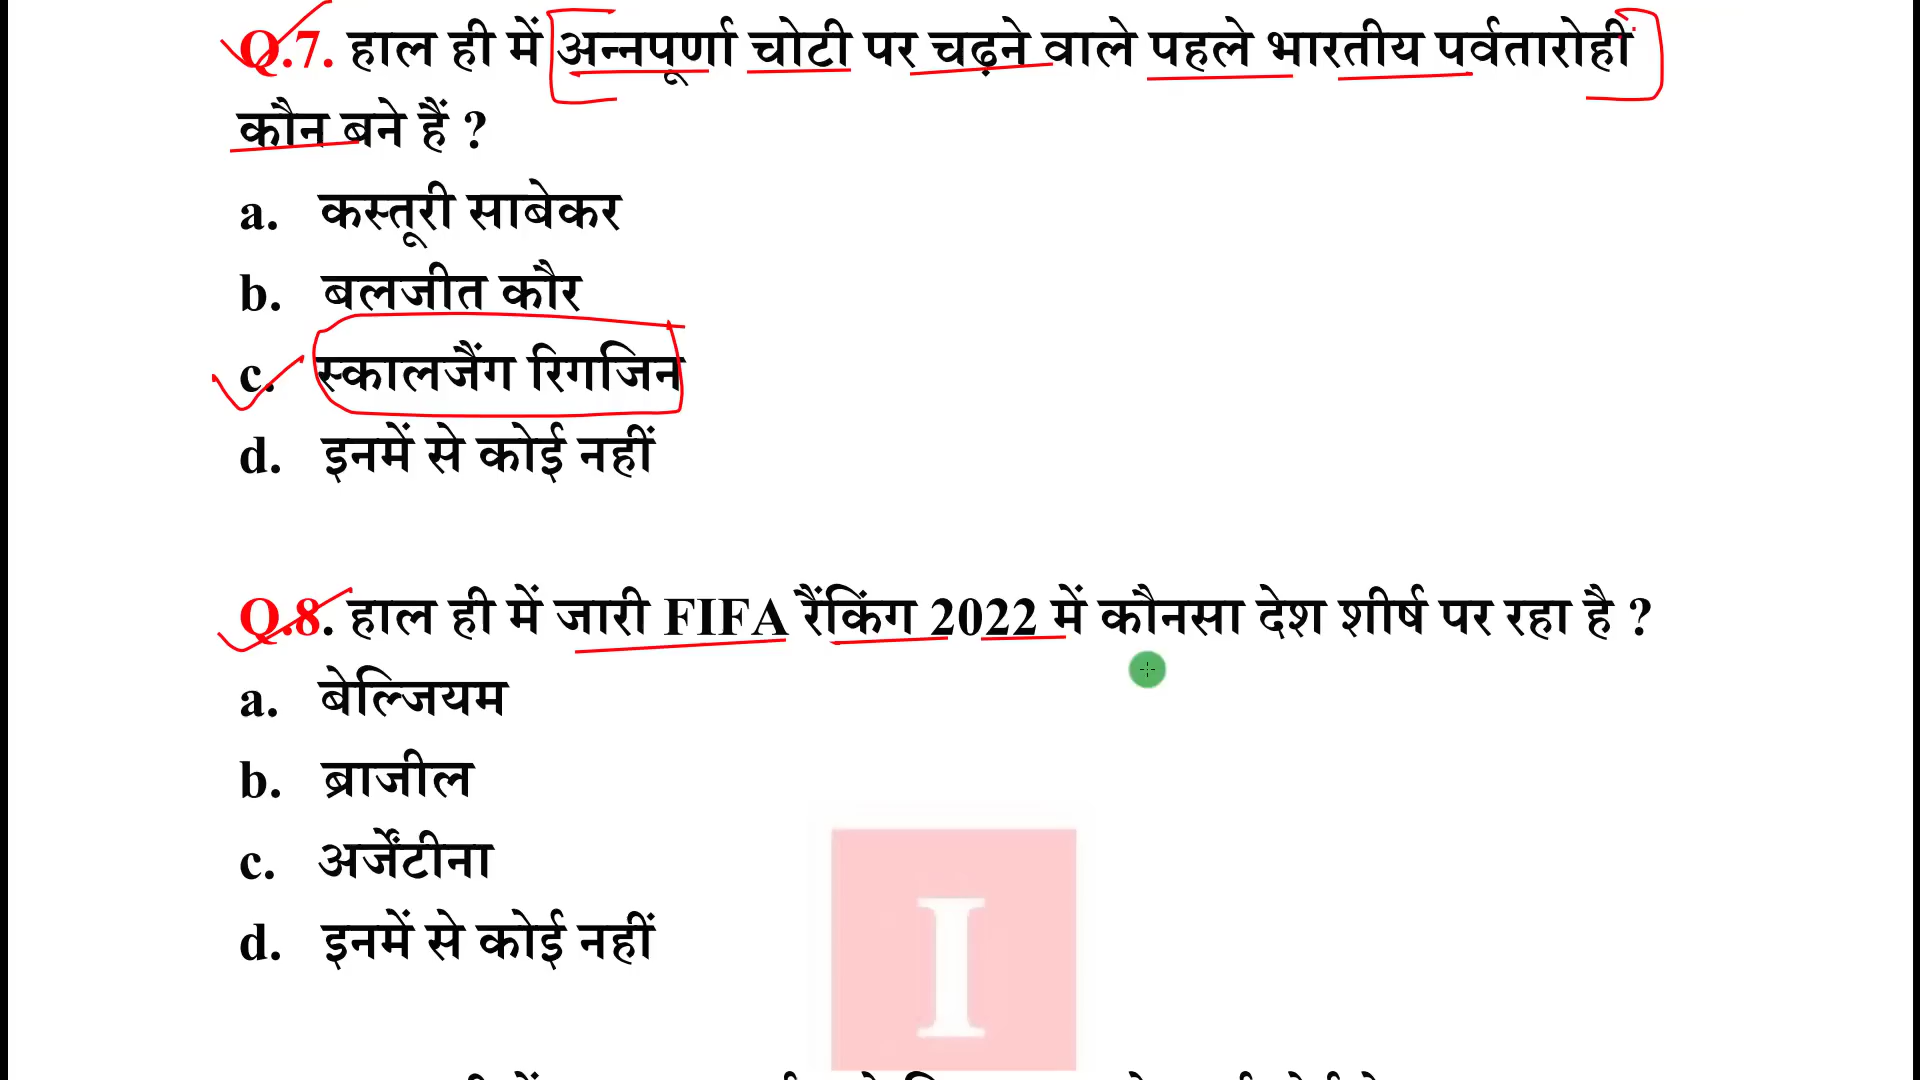 Q.7. हाल ही में अन्नपूर्णा चोटी पर चढ़ने वाले पहले भारतीय पर्वतारोही
कौन बने हैं ?
a. कस्तूरी साबेकर
b. बलजीत कौर
c. स्कालजैंग रिगजिन
d. इनमें से कोई नहीं
Q.8. हाल ही में जारी FIFA रैंकिंग 2022 में कौनसा देश शीर्ष पर रहा है ?
a. बेल्जियम
b. ब्राजील
c. अर्जेंटीना
d. इनमें से कोई नहीं
I